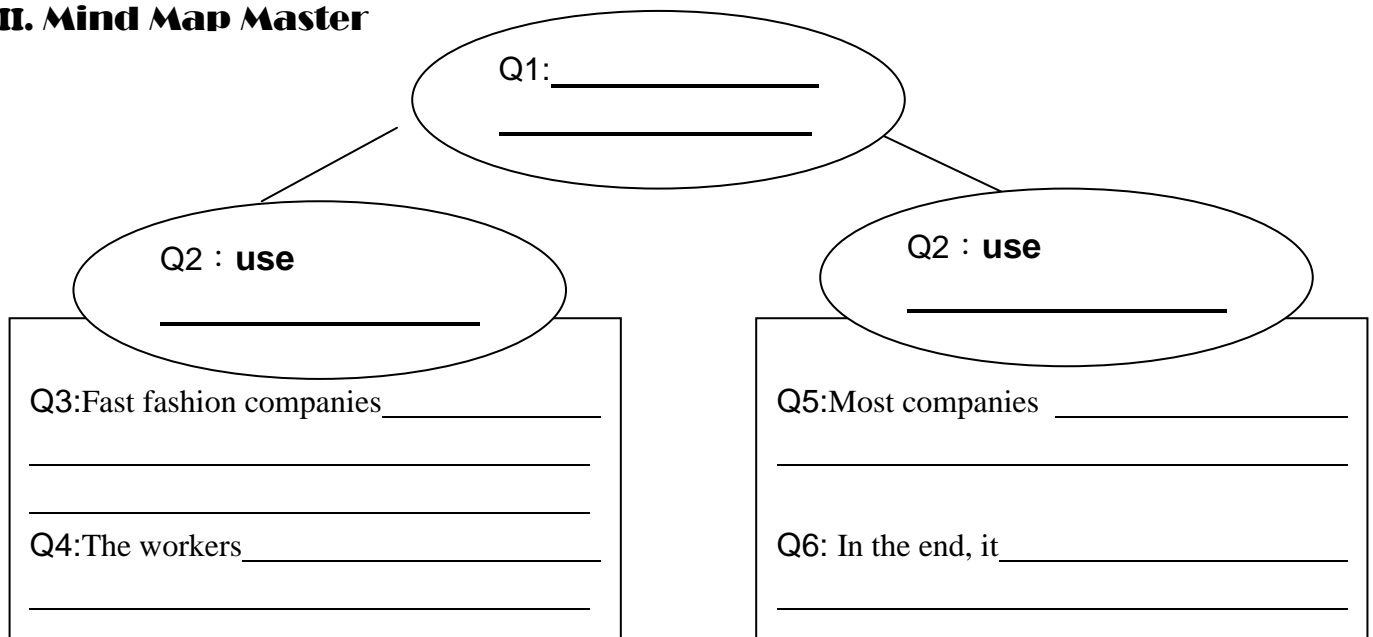 II. Mind Map Master
Q1:
Q2：use
Q2：use
Q3:Fast fashion companies
Q4:The workers
Q5:Most companies
Q6: In the end, it